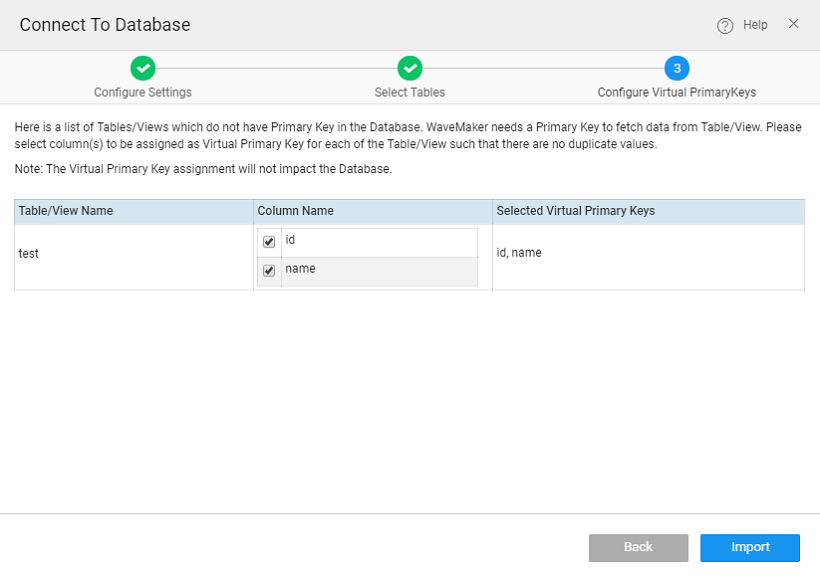 Connect To Database
Help
3
Configure Settings
Select Tables
Configure Virtual PrimaryKeys
Here is a list of Tables/Views which do not have Primary Key in the Database. WaveMaker needs a Primary Key to fetch data from Table/View. Please
select column(s) to be assigned as Virtual Primary Key for each of the Table/View such that there are no duplicate values.
Note: The Virtual Primary Key assignment will not impact the Database.
Table/View Name Column Name Selected Virtual Primary Keys
test
id
name
id, name
Back
Import